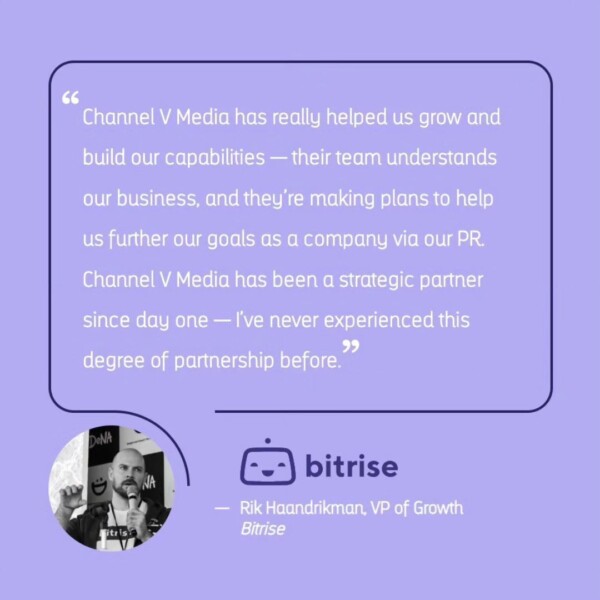 “Channel V Media has really helped us grow and
build our capabilities — their team understands
our business, and they’re making plans to help
us further our goals as a company via our PR.
Channel V Media has been a strategic partner
since day one — I’ve never experienced this
degree of partnership before.”
DeNA
NA
bitris
bitrise
— Rik Haandrikman, VP of Growth
Bitrise